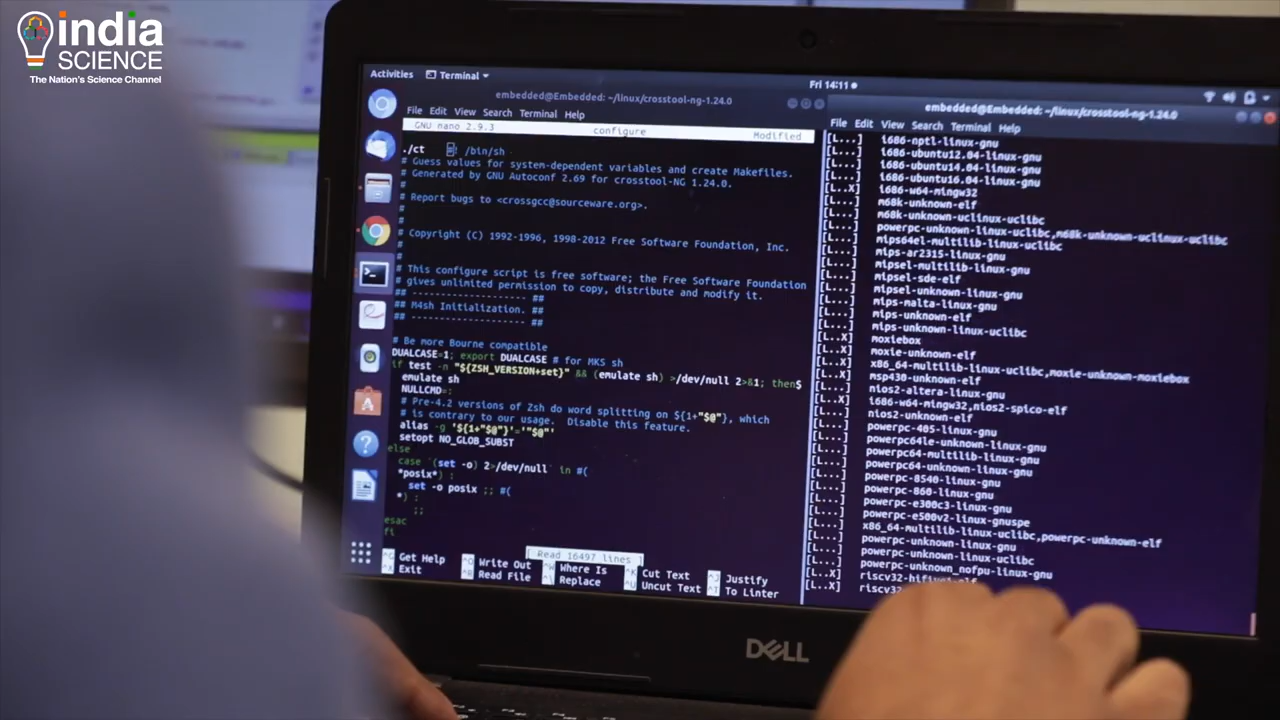 india
SCIENCE
The Nation's Science Channel
Activities
Terminal
Fri 14:11
embedded@Embedded: ~/linux/crosstool-ng-1.24.0
File Edit View Search Terminal Help
GNU nano 2.9.3 configure Modified
./ct #! /bin/sh
# Guess values for system-dependent variables and create Makefiles.
# Generated by GNU Autoconf 2.69 for crosstool-NG 1.24.0.
#
# Report bugs to <crossgcc@sourceware.org>.
#
#
# Copyright (C) 1992-1996, 1998-2012 Free Software Foundation, Inc.
#
#
# This configure script is free software; the Free Software Foundation
# gives unlimited permission to copy, distribute and modify it.
## -------------------- ##
## M4sh Initialization. ##
## -------------------- ##
# Be more Bourne compatible
DUALCASE=1; export DUALCASE # for MKS sh
if test -n "${ZSH_VERSION+set}" && (emulate sh) >/dev/null 2>&1; then$
emulate sh
NULLCMD=:
# Pre-4.2 versions of Zsh do word splitting on ${1+"$@"}, which
# is contrary to our usage. Disable this feature.
alias -g '${1+"$@"}'='"$@"'
setopt NO_GLOB_SUBST
else
case `(set -o) 2>/dev/null` in #(
*posix*) :
set -o posix ;; #(
*) :
;;
esac
fi
[ Read 16497 lines ]
^G Get Help ^O Write Out ^W Where Is ^K Cut Text ^J Justify
^X Exit ^R Read File ^\ Replace ^U Uncut Text ^T To Linter
embedded@Embedded: ~/linux/crosstool-ng-1.24.0
File Edit View Search Terminal Help
[L...] i686-nptl-linux-gnu
[L...] i686-ubuntu12.04-linux-gnu
[L...] i686-ubuntu14.04-linux-gnu
[L...] i686-ubuntu16.04-linux-gnu
[L..X] i686-w64-mingw32
[L...] m68k-unknown-elf
[L...] m68k-unknown-uclinux-uclibc
[L...] powerpc-unknown-linux-uclibc,m68k-unknown-uclinux-uclibc
[L...] mips64el-multilib-linux-uclibc
[L...] mips-ar2315-linux-gnu
[L...] mipsel-multilib-linux-gnu
[L...] mipsel-sde-elf
[L...] mipsel-unknown-linux-gnu
[L...] mips-malta-linux-gnu
[L...] mips-unknown-elf
[L...] mips-unknown-linux-uclibc
[L..X] moxiebox
[L..X] moxie-unknown-elf
[L...] x86_64-multilib-linux-uclibc,moxie-unknown-moxiebox
[L...] msp430-unknown-elf
[L...] nios2-altera-linux-gnu
[L..X] i686-w64-mingw32,nios2-spico-elf
[L...] nios2-unknown-elf
[L...] powerpc-405-linux-gnu
[L...] powerpc64le-unknown-linux-gnu
[L...] powerpc64-multilib-linux-gnu
[L...] powerpc64-unknown-linux-gnu
[L...] powerpc-8540-linux-gnu
[L...] powerpc-860-linux-gnu
[L...] powerpc-e300c3-linux-gnu
[L...] powerpc-e500v2-linux-gnuspe
[L...] x86_64-multilib-linux-uclibc,powerpc-unknown-elf
[L...] powerpc-unknown-linux-gnu
[L...] powerpc-unknown-linux-uclibc
[L...] powerpc-unknown_nofpu-linux-gnu
[L..X] riscv32-hifive1-elf
[L..X] riscv32
DELL